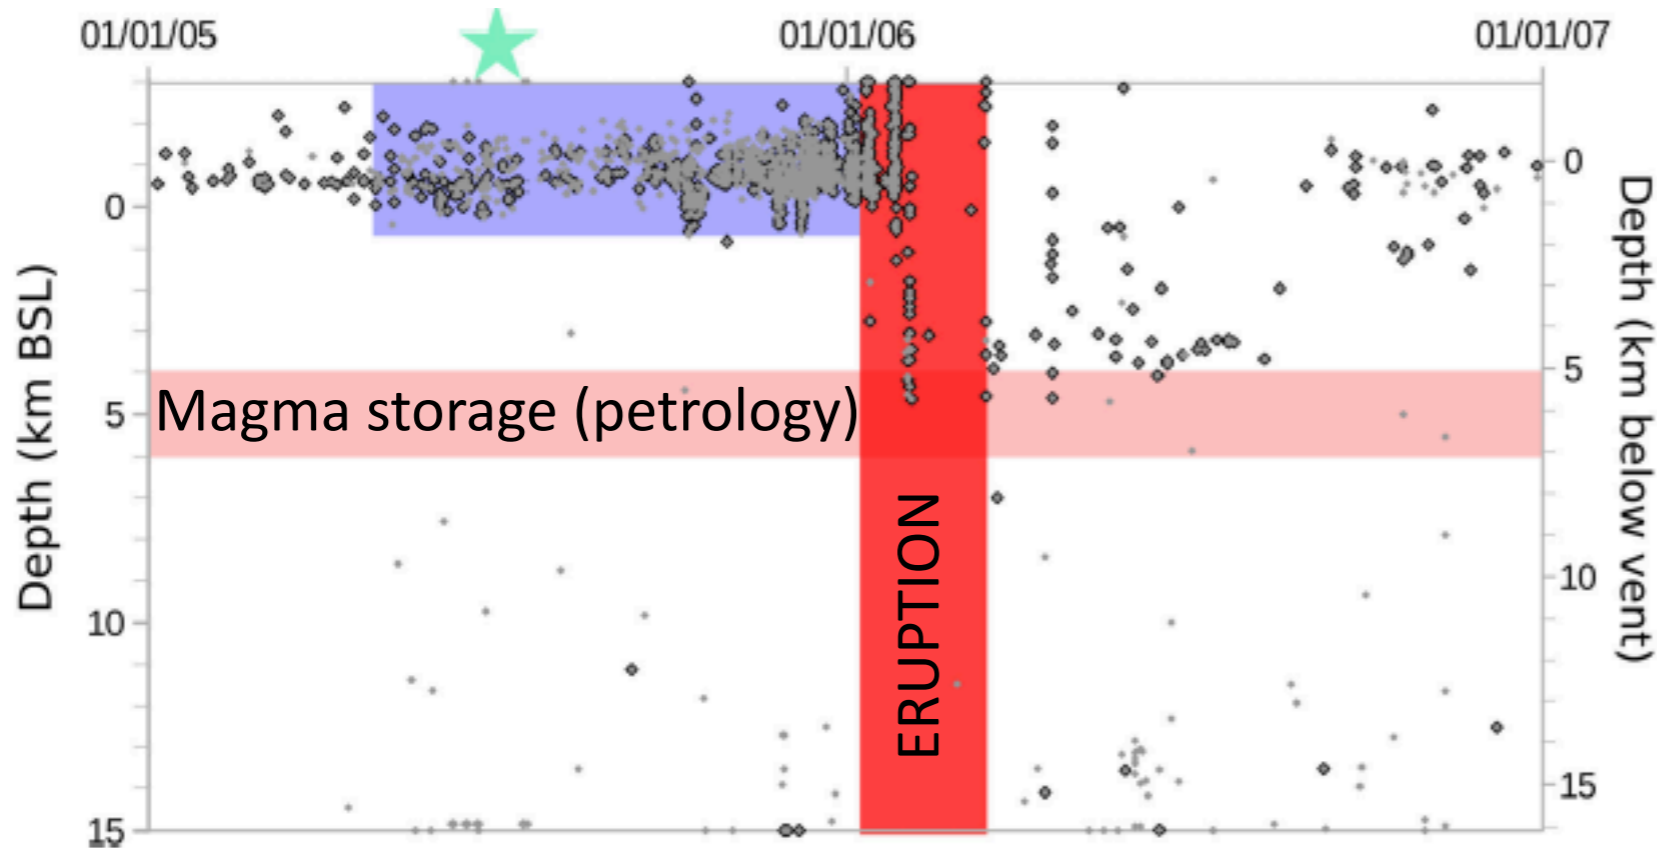 01/01/05
01/01/06
01/01/07
0
5
10
15
Depth (km BSL)
Magma storage (petrology)
ERUPTION
0
5
10
15
Depth (km below vent)